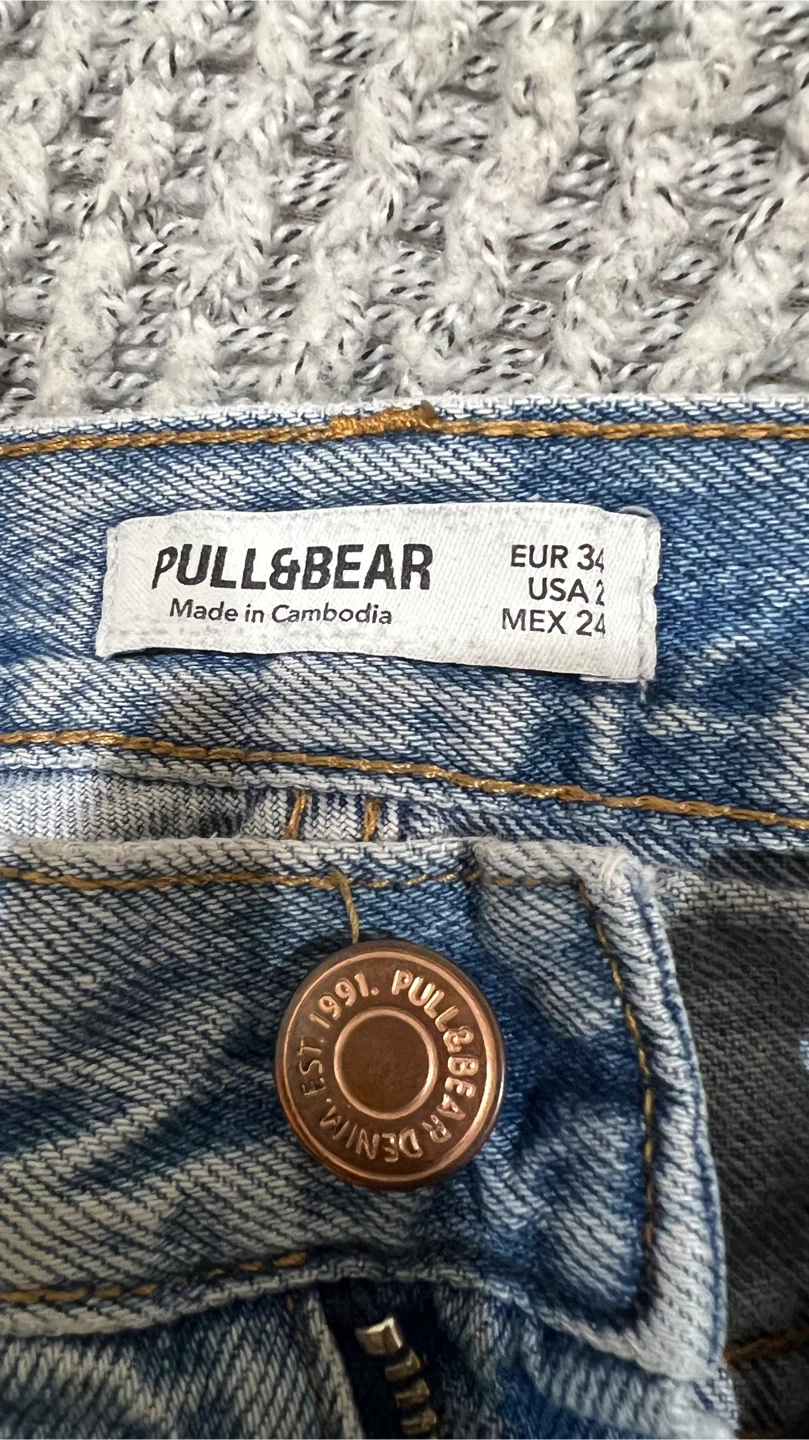 PULL&BEAR
Made in Cambodia
EUR 34
USA 2
MEX 24
EST. 1991. PULL&BEAR DENIM.